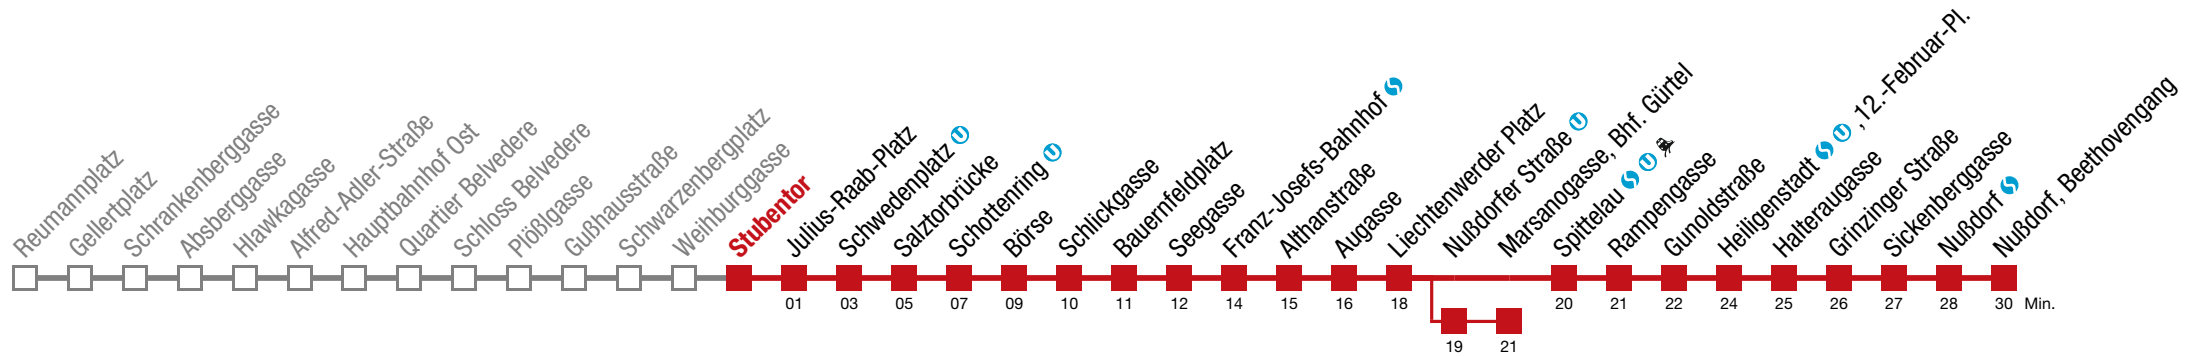 Reumannplatz
Gellertplatz
Schrankenberggasse
Absberggasse
Hlawkagasse
Alfred-Adler-Straße
Hauptbahnhof Ost
Quartier Belvedere
Schloss Belvedere
Plößlgasse
Gußhausstraße
Schwarzenbergplatz
Weihburggasse
Stubentor
Julius-Raab-Platz
Schwedenplatz U
Salztorbrücke
Schottenring U
Börse
Schlickgasse
Bauernfeldplatz
Seegasse
Franz-Josefs-Bahnhof S
Althanstraße
Augasse
Liechtenwerder Platz
Nußdorfer Straße U
Marsanogasse, Bhf. Gürtel
Spittelau S U
Rampengasse
Gunoldstraße
Heiligenstadt S U ,12.-Februar-Pl.
Halteraugasse
Grinzinger Straße
Sickenberggasse
Nußdorf S
Nußdorf, Beethovengang
01 03 05 07 09 10 11 12 14 15 16 18 20 21 22 24 25 26 27 28 30 Min.
19 21